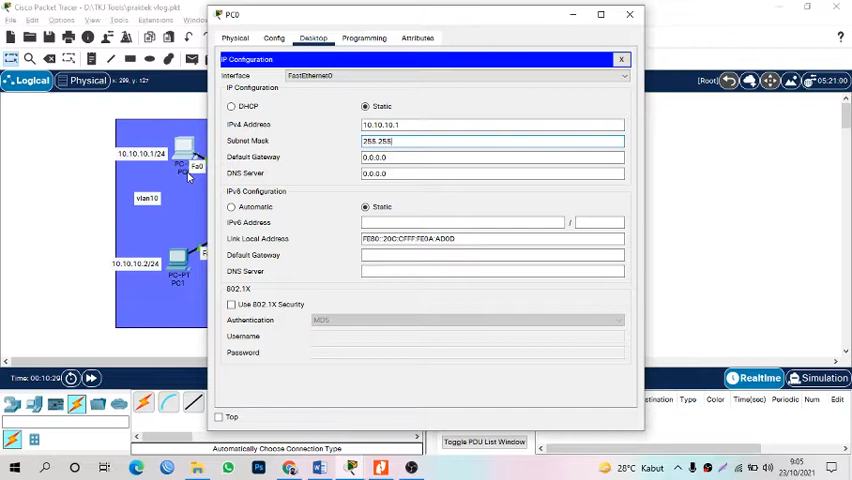 Cisco Packet Tracer - D:\TKJ Tools\praktek vlog.pkt
File Edit Options View Tools Extensions
PC0
Physical Config Desktop Programming Attributes
IP Configuration X
Interface FastEthernet0
IP Configuration
DHCP Static
IPv4 Address 10.10.10.1
Subnet Mask 255.255
Default Gateway 0.0.0.0
DNS Server 0.0.0.0
IPv6 Configuration
Automatic Static
IPv6 Address /
Link Local Address FE80::20C:CFFF:FE0A:AD0D
Default Gateway
DNS Server
802.1X
Use 802.1X Security
Authentication MD5
Username
Password
Top
Logical Physical x: 299, y: 127
[Root] 05:21:00
10.10.10.1/24
Fa0
vlan10
10.10.10.2/24
PC-PT
PC1
Time: 00:10:29
Realtime Simulation
stination Type Color Time(sec) Periodic Num Edit
Automatically Choose Connection Type
Toggle PDU List Window
28°C Kabut
9:05
23/10/2021